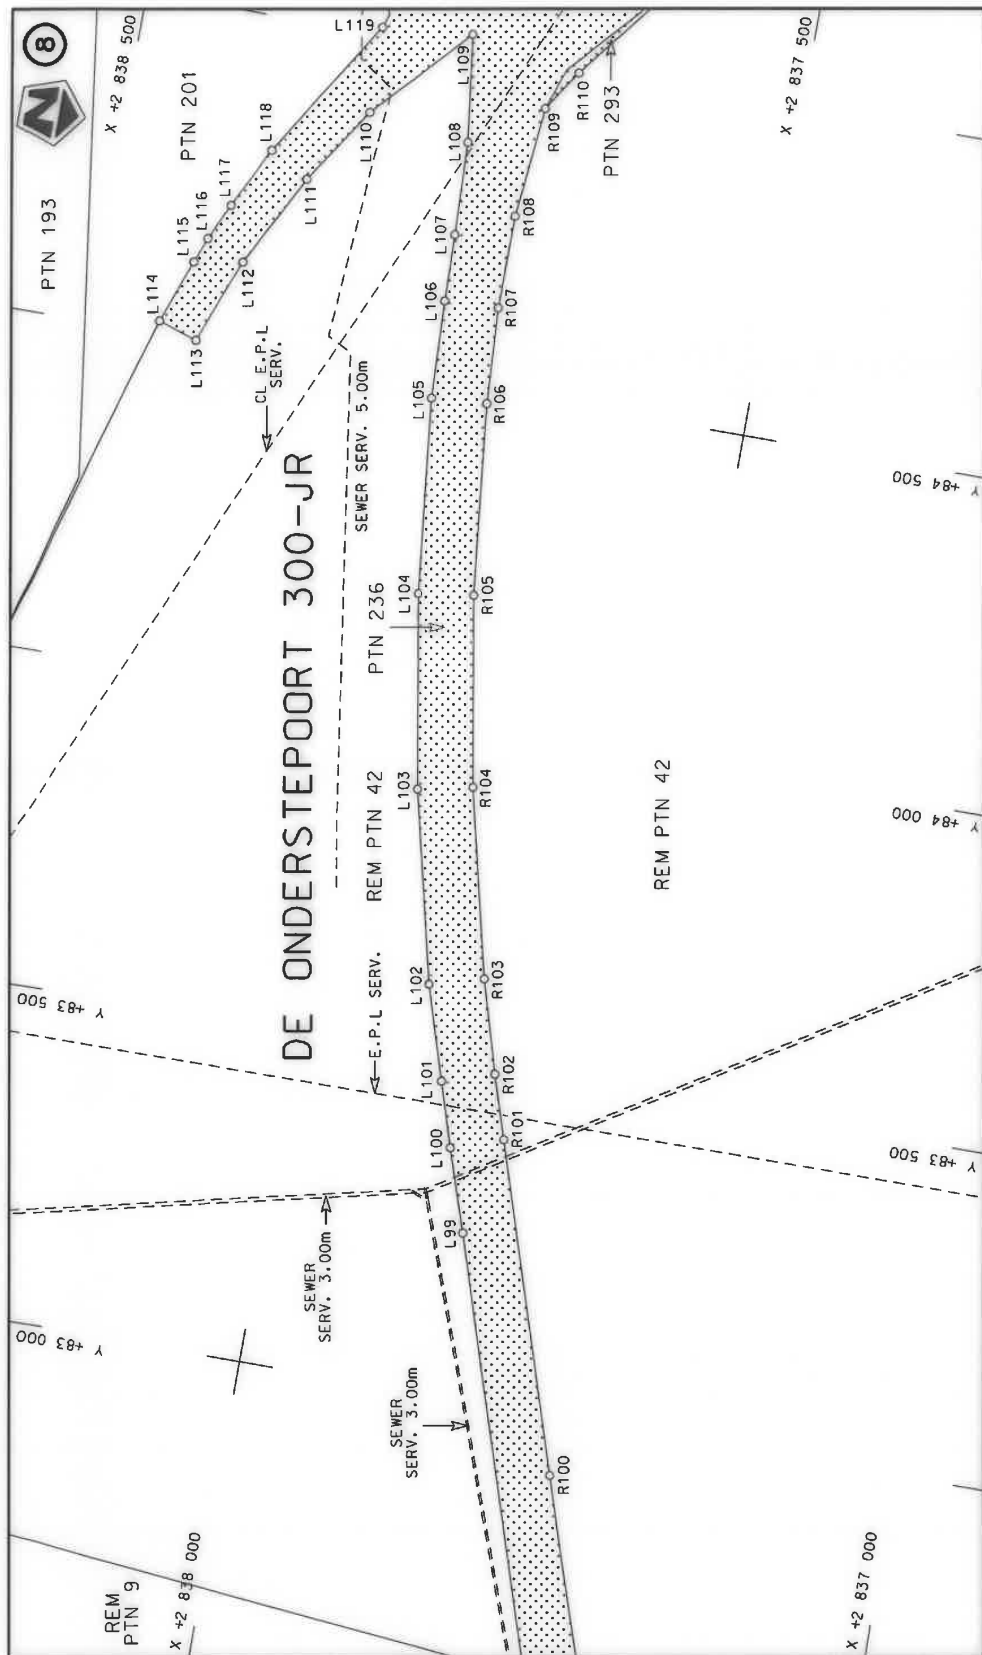 8
N
PTN 193
X +2 838 500
PTN 201
L119
L118
L117
L116
L115
L114
L113
L112
L111
L110
L109
L108
L107
L106
L105
L104
L103
L102
L101
L100
L99
R110
R109
R108
R107
R106
R105
R104
R103
R102
R101
R100
PTN 293
X +2 837 500
CL E.P.L
SERV.
SEWER SERV. 5.00m
DE ONDERSTEPOORT 300-JR
PTN 236
REM PTN 42
E.P.L SERV.
REM PTN 42
Y +84 500
Y +84 000
Y +83 500
Y +83 500
Y +83 000
SEWER
SERV. 3.00m
SEWER
SERV. 3.00m
REM
PTN 9
X +2 838 000
X +2 837 000